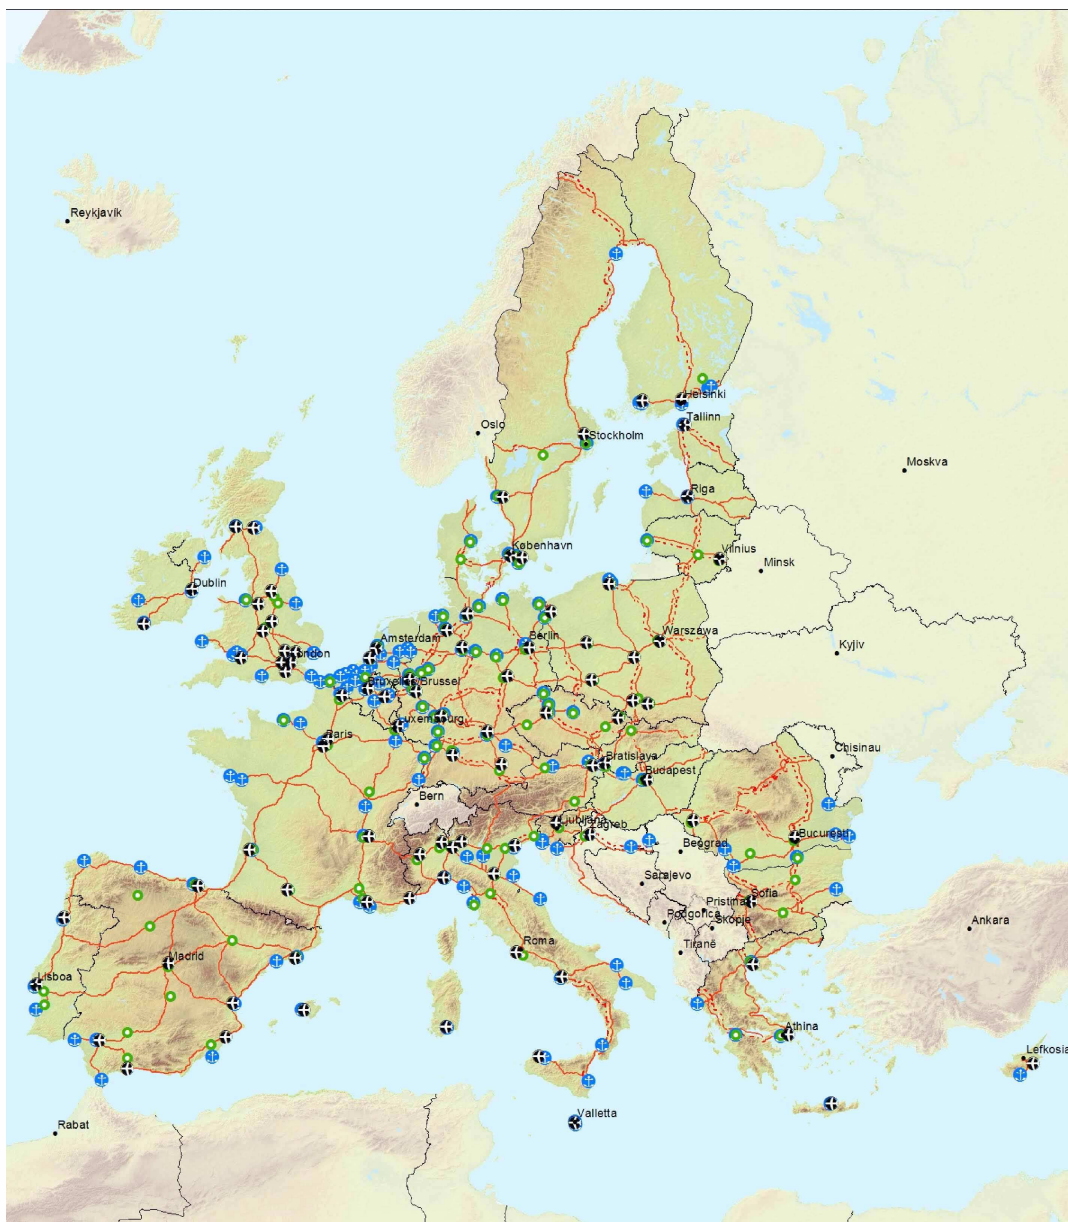 Reykjavík
Helsinki
Tallinn
Oslo
Stockholm
Moskva
Riga
København
Vilnius
Minsk
Dublin
Amsterdam
Berlin
Warszawa
London
Kyjiv
Bruxelles/Brussel
Luxembourg
Paris
Chisinau
Bratislava
Budapest
Bern
Ljubljana
Zagreb
Bucuresti
Beograd
Sarajevo
Sofia
Pristina
Podgorica
Skopje
Ankara
Roma
Tiranë
Madrid
Lisboa
Athina
Lefkosia
Valletta
Rabat